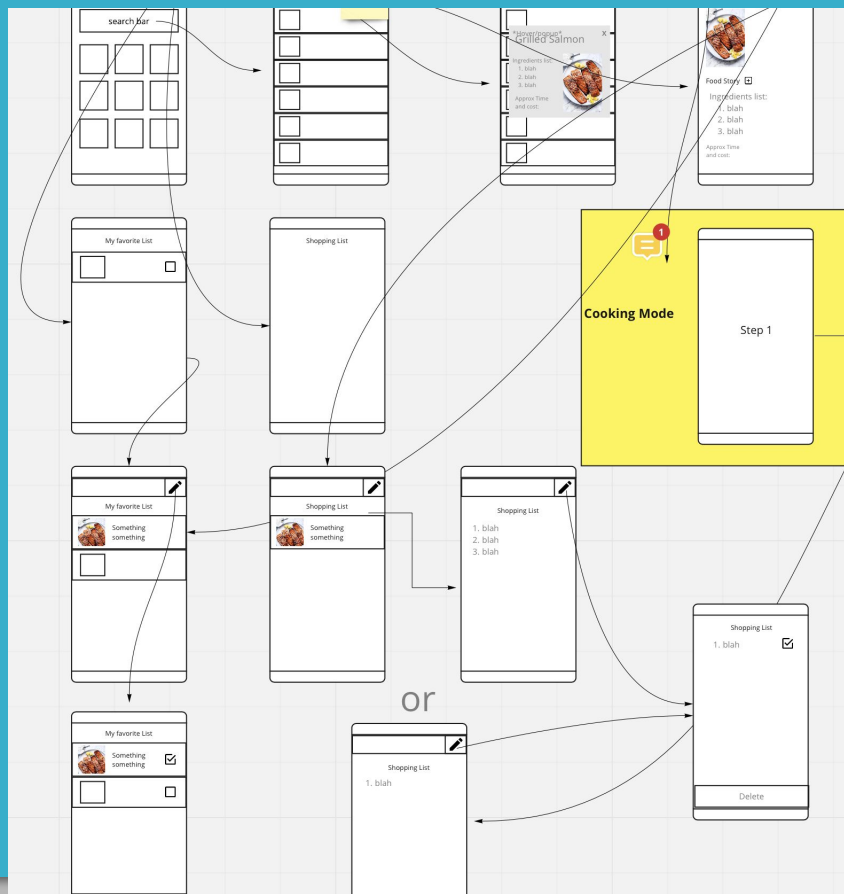 search bar
*Hover/popup*
X
Grilled Salmon
Ingredients list:
1. blah
2. blah
3. blah
Approx Time
and cost:
Food Story
Ingredients list:
1. blah
2. blah
3. blah
Approx Time
and cost:
My favorite List
Shopping List
1
Cooking Mode
Step 1
My favorite List
Something
something
Shopping List
Something
something
Shopping List
1. blah
2. blah
3. blah
Shopping List
1. blah
Delete
or
My favorite List
Something
something
Shopping List
1. blah